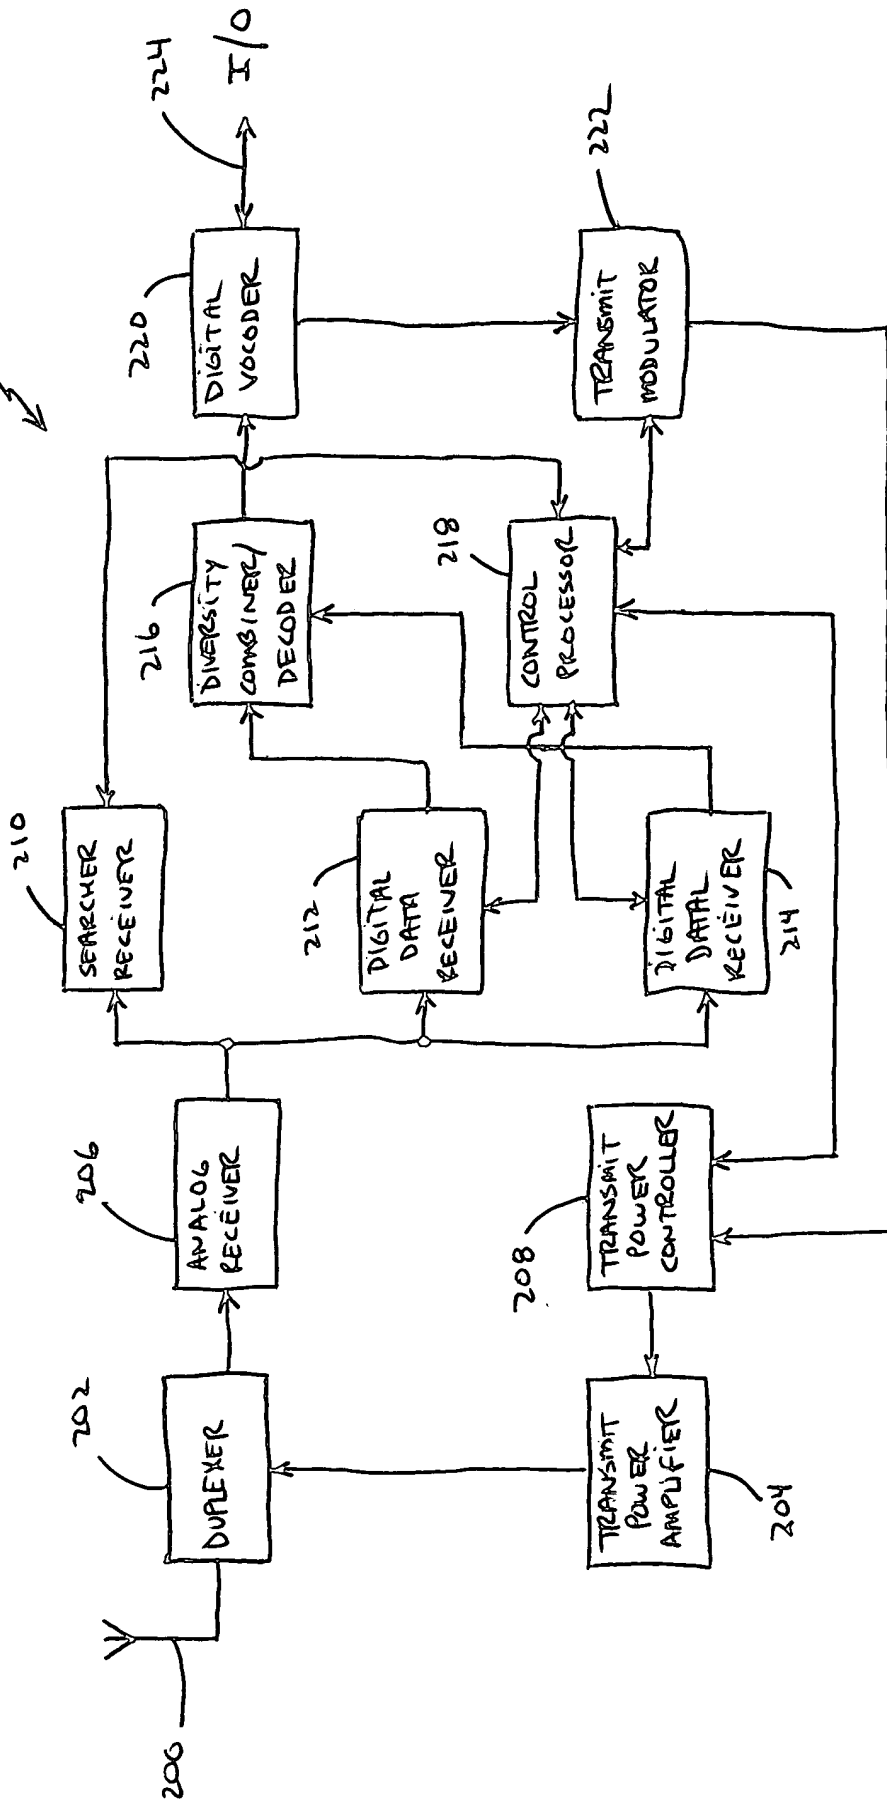 200
202
DUPLEXER
206
ANALOG
RECEIVER
210
SEARCHER
RECEIVER
216
DIVERSITY
COMBINER/
DECODER
220
DIGITAL
VOCODER
224
I/O
212
DIGITAL
DATA
RECEIVER
218
CONTROL
PROCESSOR
222
TRANSMIT
MODULATOR
DIGITAL
DATAL
RECEIVER
214
208
TRANSMIT
POWER
CONTROLLER
TRANSMIT
POWER
AMPLIFIER
204